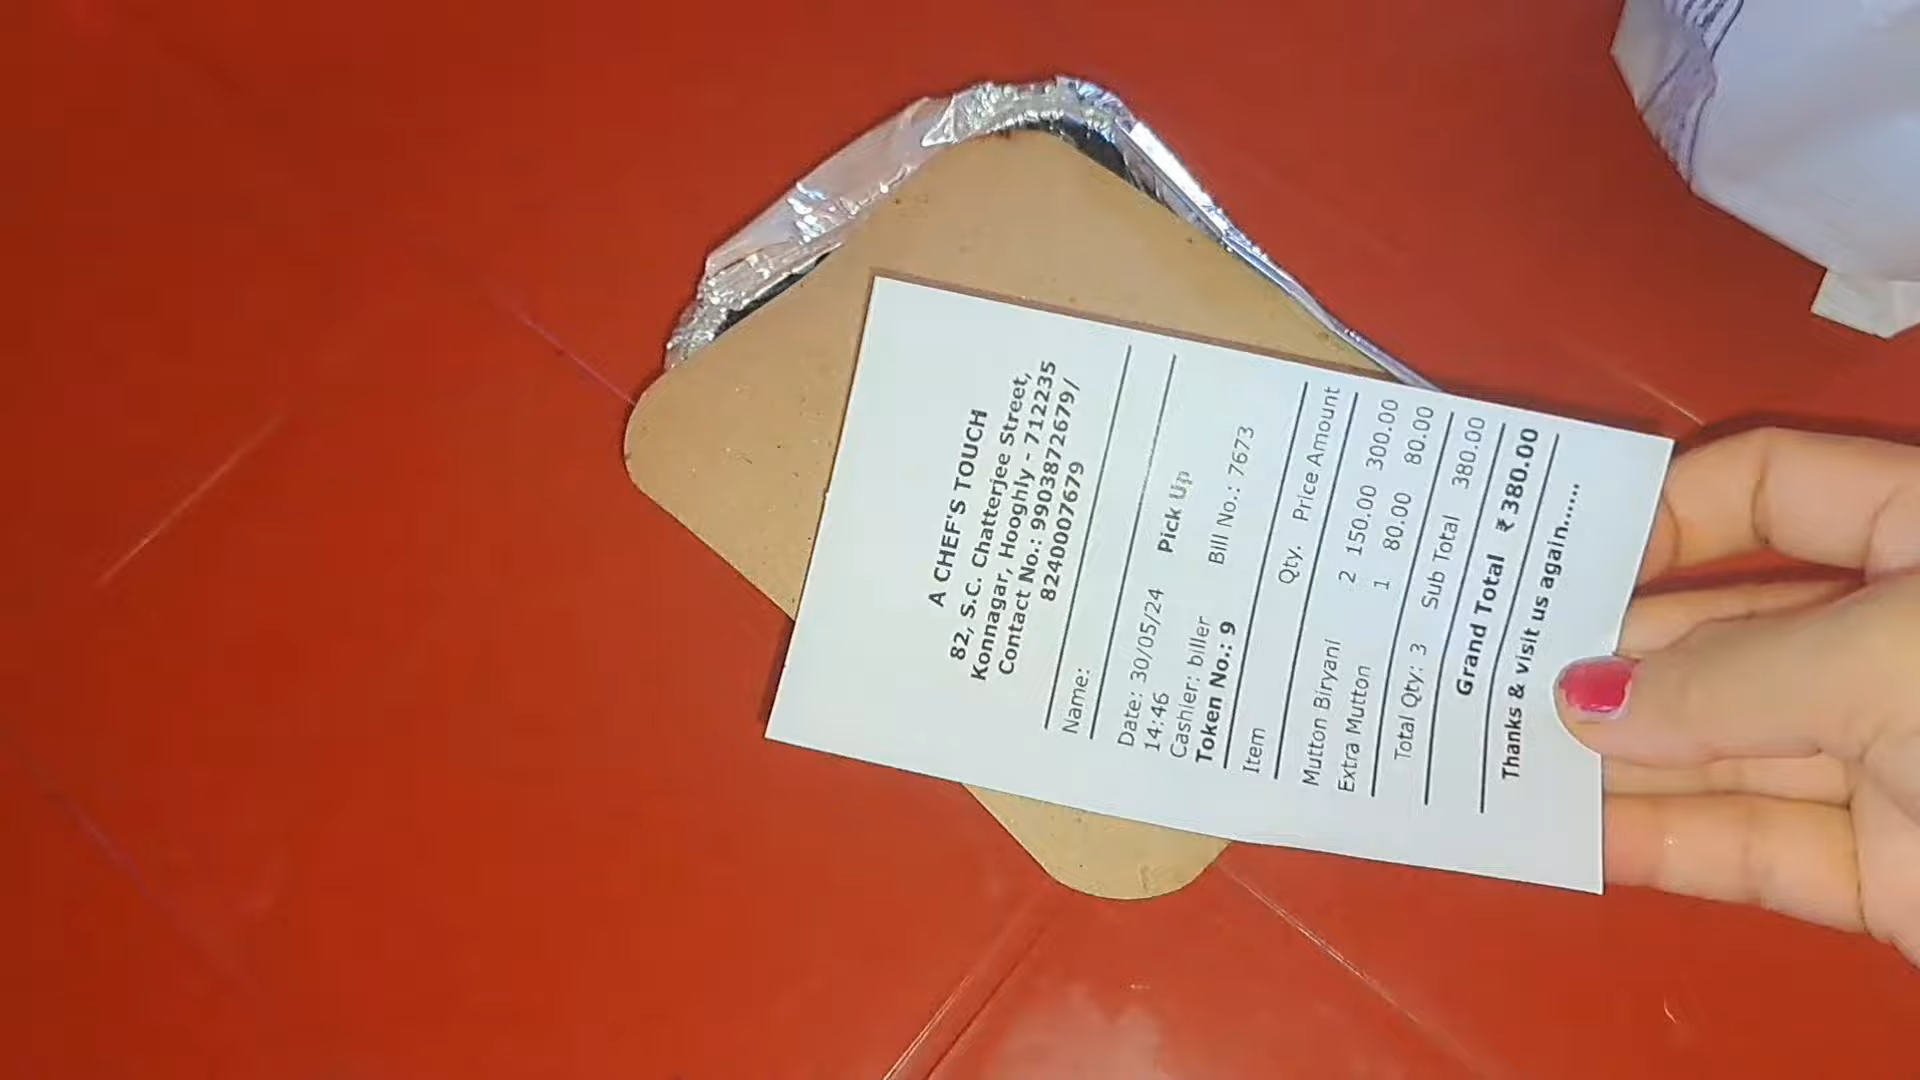 A CHEF'S TOUCH
82, S.C. Chatterjee Street,
Konnagar, Hooghly - 712235
Contact No.: 9903872679/
8240007679
Name:
Date: 30/05/24 Pick Up
14:46
Cashier: biller Bill No.: 7673
Token No.: 9
Item Qty. Price Amount
Mutton Biryani 2 150.00 300.00
Extra Mutton 1 80.00 80.00
Total Qty: 3 Sub Total 380.00
Grand Total ₹ 380.00
Thanks & visit us again......